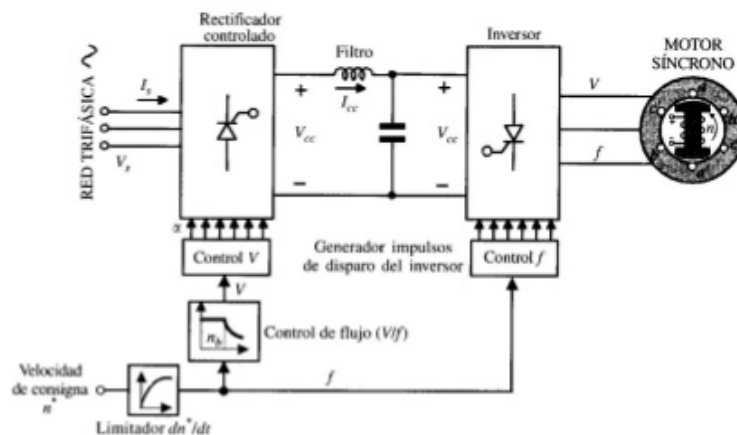 Rectificador
controlado
Filtro
Inversor
MOTOR
SÍNCRONO
RED TRIFÁSICA
I_s
V_s
+
I_cc
+
V_cc
V_cc
−
−
V
f
n
α
Control V
Generador impulsos
de disparo del inversor
Control f
V
n_b
Control de flujo (V/f)
Velocidad
de consigna
n*
f
Limitador dn*/dt